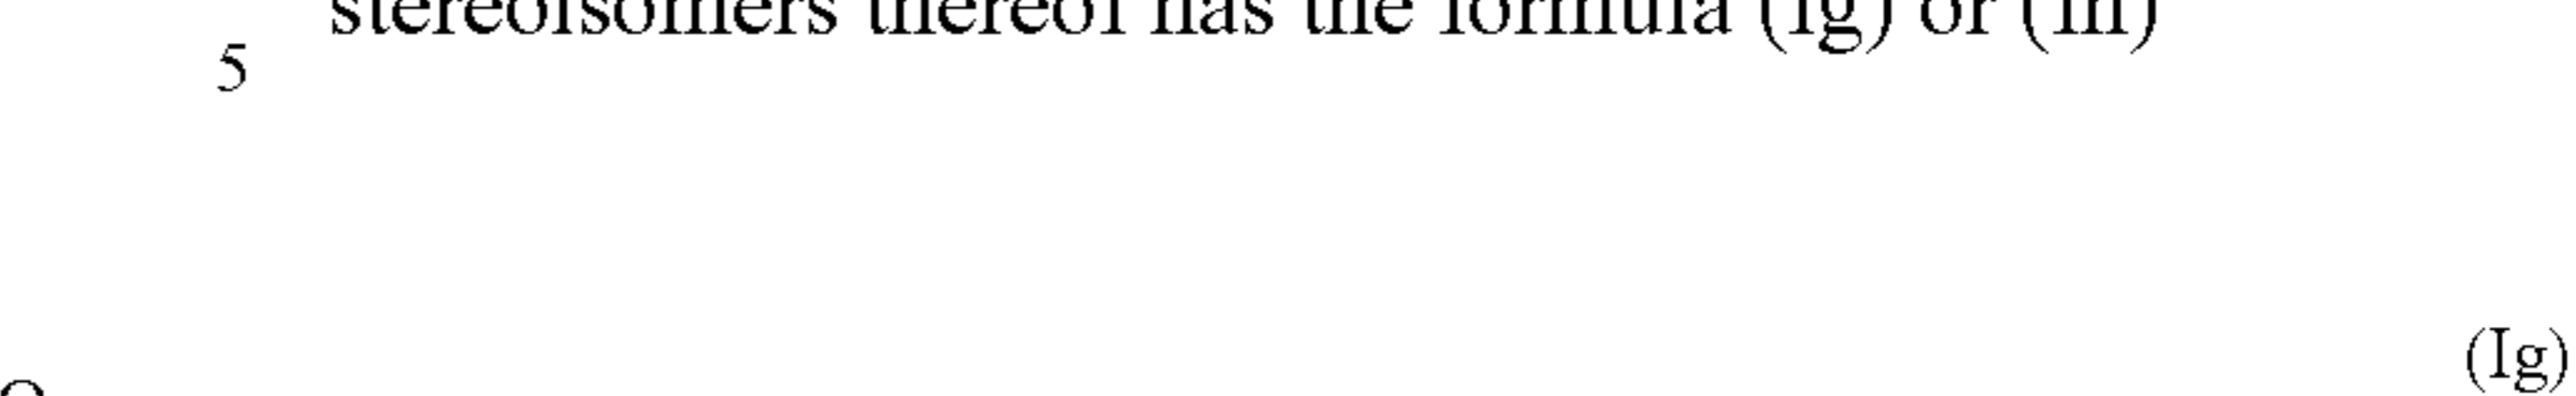 stereoisomers thereof has the formula (Ig) or (Ih)
5
(Ig)